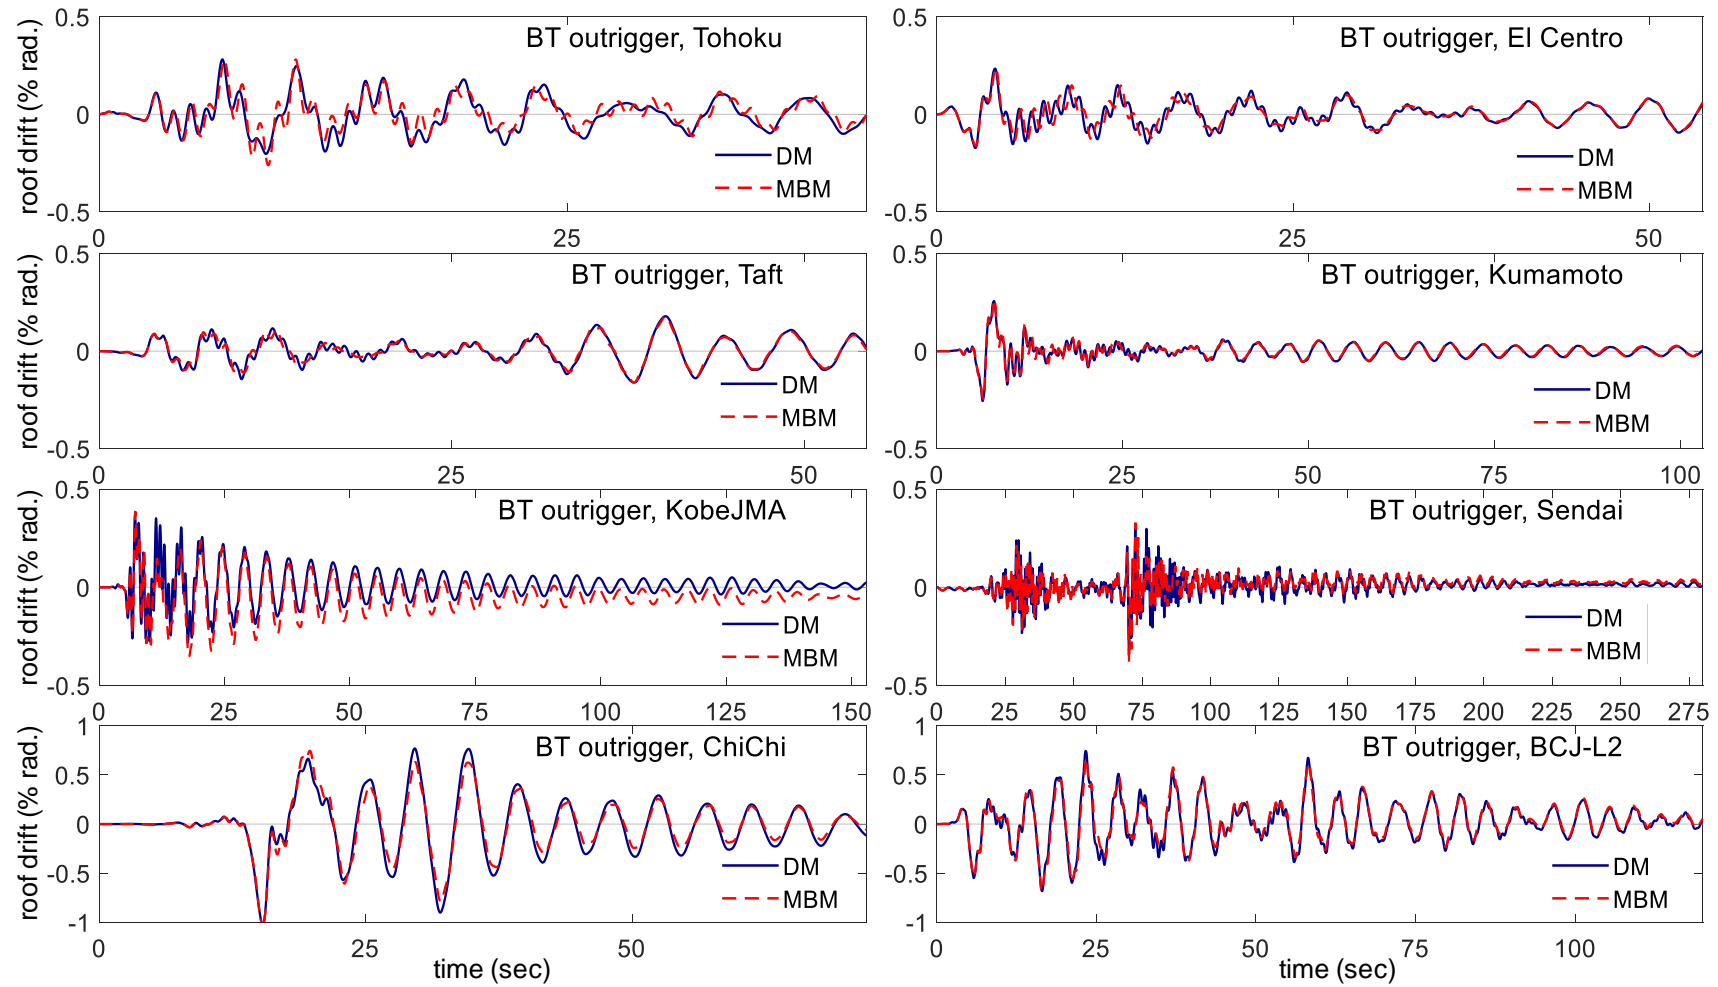 BT outrigger, Tohoku
roof drift (% rad.)
0.5
0
-0.5
0
25
DM
MBM
BT outrigger, El Centro
0.5
0
-0.5
0
25
50
DM
MBM
BT outrigger, Taft
roof drift (% rad.)
0.5
0
-0.5
0
25
50
DM
MBM
BT outrigger, Kumamoto
0.5
0
-0.5
0
25
50
75
100
DM
MBM
BT outrigger, KobeJMA
roof drift (% rad.)
0.5
0
-0.5
0
25
50
75
100
125
150
DM
MBM
BT outrigger, Sendai
0.5
0
-0.5
0
25
50
75
100
125
150
175
200
225
250
275
DM
MBM
BT outrigger, ChiChi
roof drift (% rad.)
1
0.5
0
-0.5
-1
0
25
50
DM
MBM
time (sec)
BT outrigger, BCJ-L2
1
0.5
0
-0.5
-1
0
25
50
75
100
DM
MBM
time (sec)